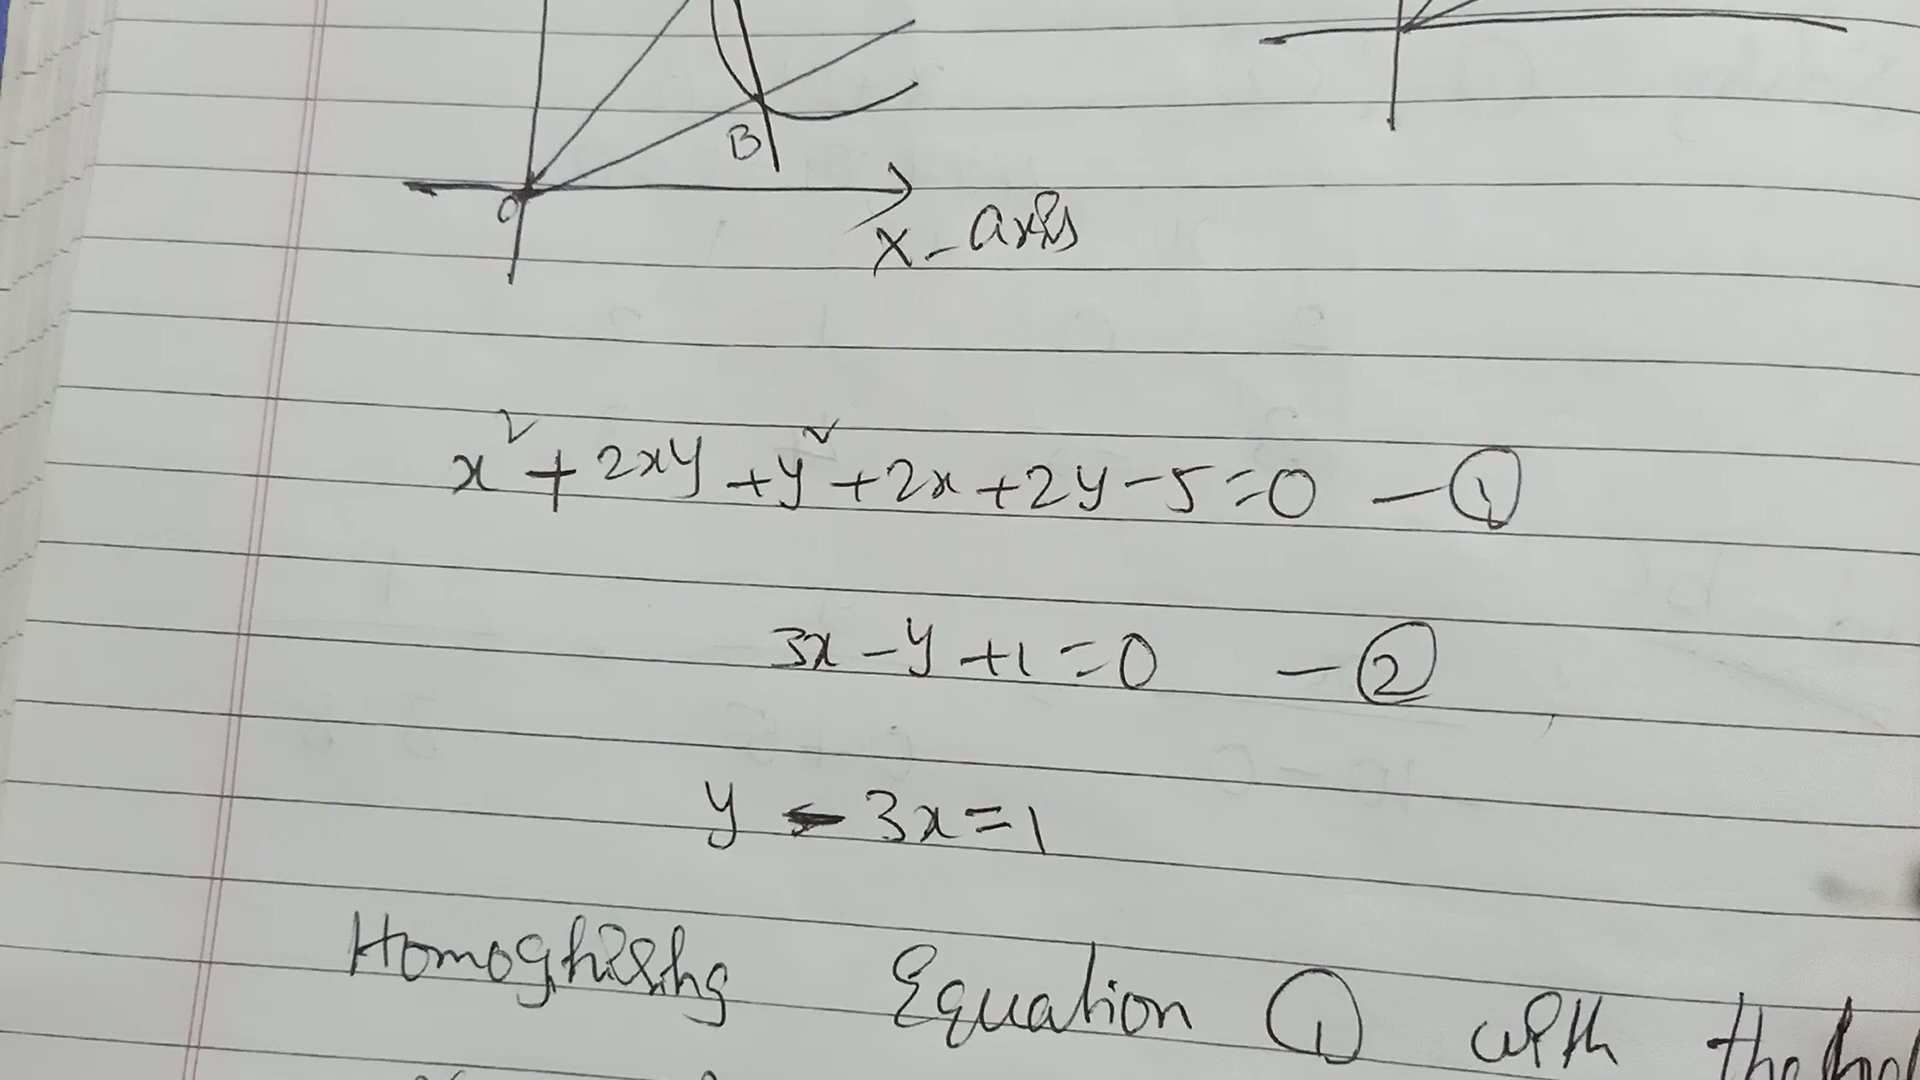 B
O
X-axis
x² + 2xy + y² + 2x + 2y - 5 = 0 — ①
3x - y + 1 = 0 — ②
y - 3x = 1
Equation ① with the